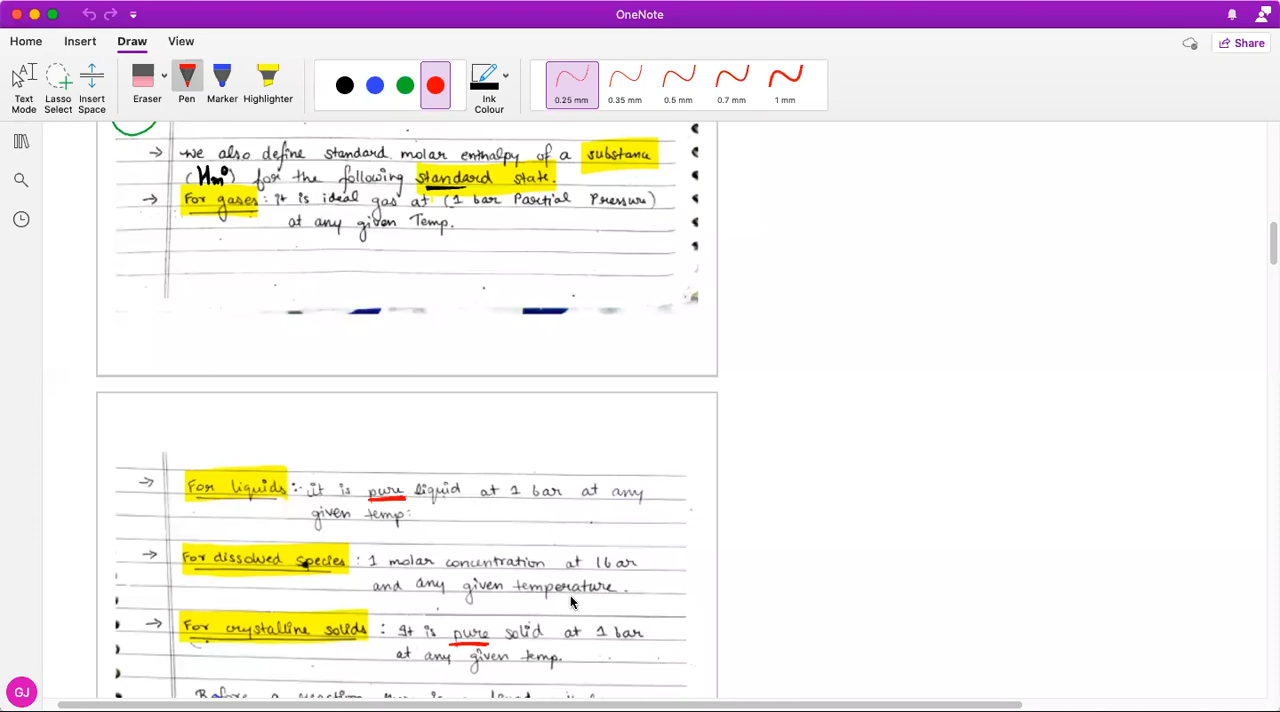 OneNote
Home Insert Draw View
Share
Text Mode
Lasso Select
Insert Space
Eraser
Pen
Marker
Highlighter
Ink Colour
0.25 mm
0.35 mm
0.5 mm
0.7 mm
1 mm
→ We also define standard molar enthalpy of a substance
(Hm°) for the following standard state.
→ For gases : it is ideal gas at (1 bar Partial Pressure)
at any given Temp.
→ For liquids :- it is pure liquid at 1 bar at any
given temp:
→ For dissolved species : 1 molar concentration at 1 bar
and any given temperature.
→ For crystalline solids : It is pure solid at 1 bar
at any given temp.
Before a reaction
GJ